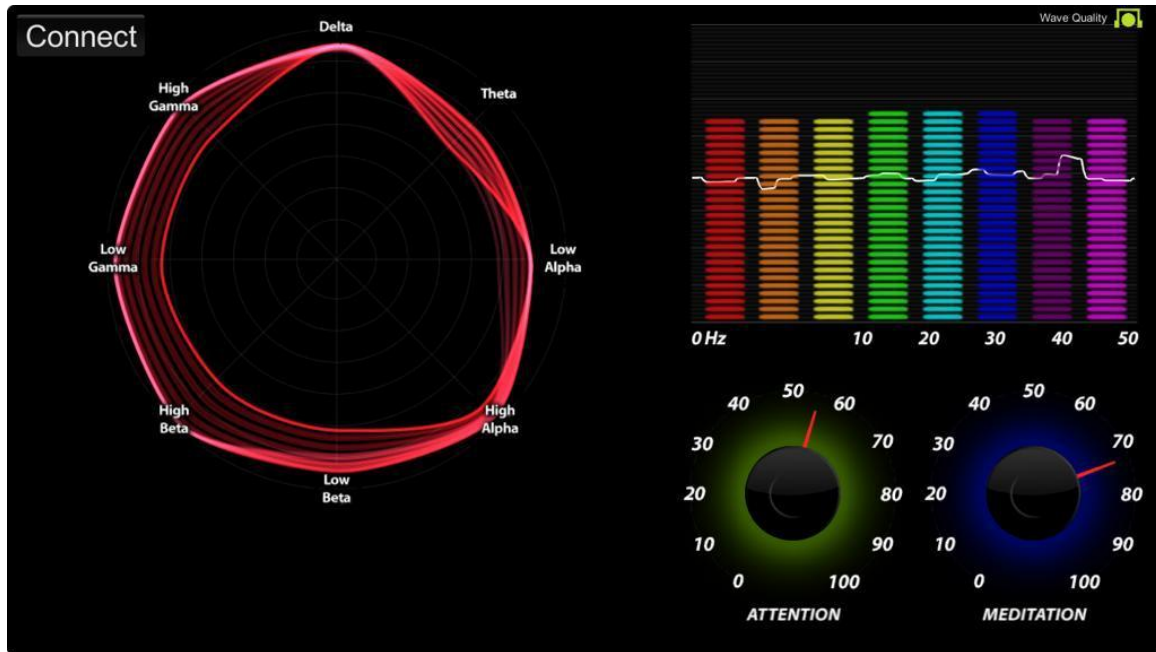 Connect
Delta
Theta
Low
Alpha
High
Alpha
Low
Beta
High
Beta
Low
Gamma
High
Gamma
Wave Quality
0 Hz 10 20 30 40 50
0 10 20 30 40 50 60 70 80 90 100
ATTENTION
0 10 20 30 40 50 60 70 80 90 100
MEDITATION